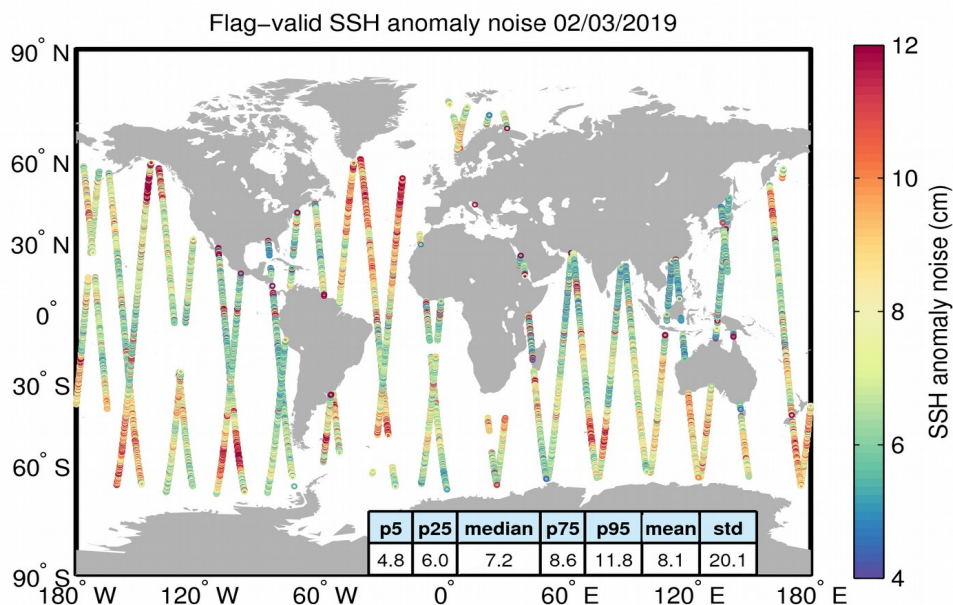 Flag−valid SSH anomaly noise 02/03/2019
90° N
60° N
30° N
0°
30° S
60° S
90° S
180° W
120° W
60° W
0°
60° E
120° E
180° E
12
10
8
6
4
SSH anomaly noise (cm)
p5 p25 median p75 p95 mean std
4.8 6.0 7.2 8.6 11.8 8.1 20.1